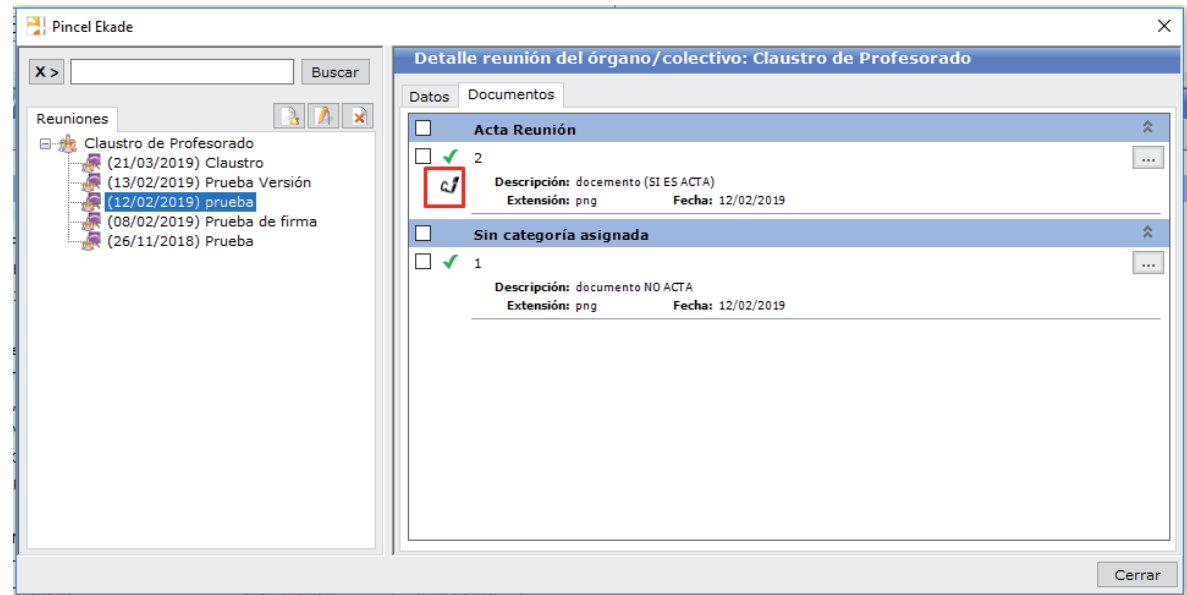 Pincel Ekade
X > Buscar
Reuniones
Claustro de Profesorado
(21/03/2019) Claustro
(13/02/2019) Prueba Versión
(12/02/2019) prueba
(08/02/2019) Prueba de firma
(26/11/2018) Prueba
Detalle reunión del órgano/colectivo: Claustro de Profesorado
Datos Documentos
Acta Reunión
2 ...
Descripción: docemento (SI ES ACTA)
Extensión: png Fecha: 12/02/2019
Sin categoría asignada
1 ...
Descripción: documento NO ACTA
Extensión: png Fecha: 12/02/2019
Cerrar